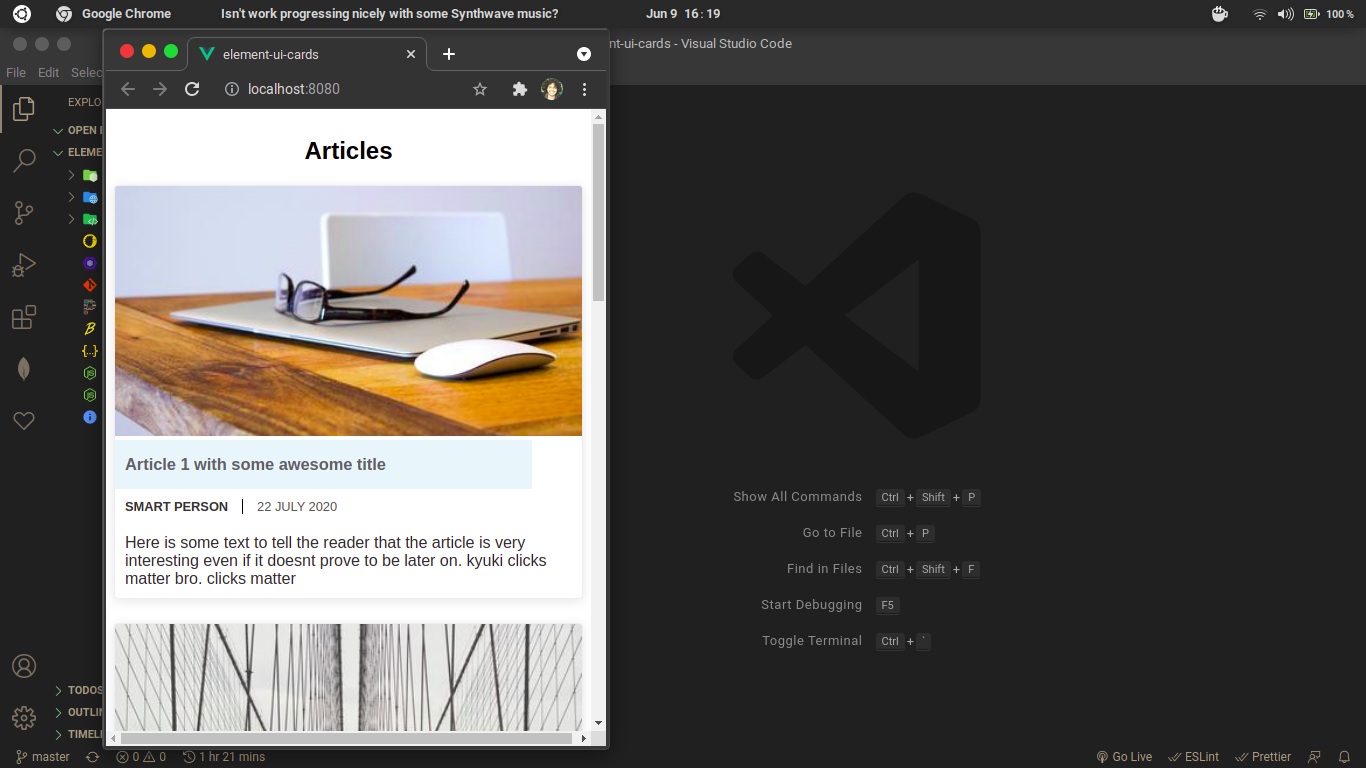 Google Chrome
Isn't work progressing nicely with some Synthwave music?
Jun 9 16:19
100 %
nt-ui-cards - Visual Studio Code
File Edit Selec
element-ui-cards
localhost:8080
EXPLO
OPEN
ELEME
Articles
Article 1 with some awesome title
SMART PERSON
22 JULY 2020
Here is some text to tell the reader that the article is very
interesting even if it doesnt prove to be later on. kyuki clicks
matter bro. clicks matter
Show All Commands Ctrl + Shift + P
Go to File Ctrl + P
Find in Files Ctrl + Shift + F
Start Debugging F5
Toggle Terminal Ctrl + `
TODOS
OUTLIN
TIMELI
master
0
0
1 hr 21 mins
Go Live
ESLint
Prettier